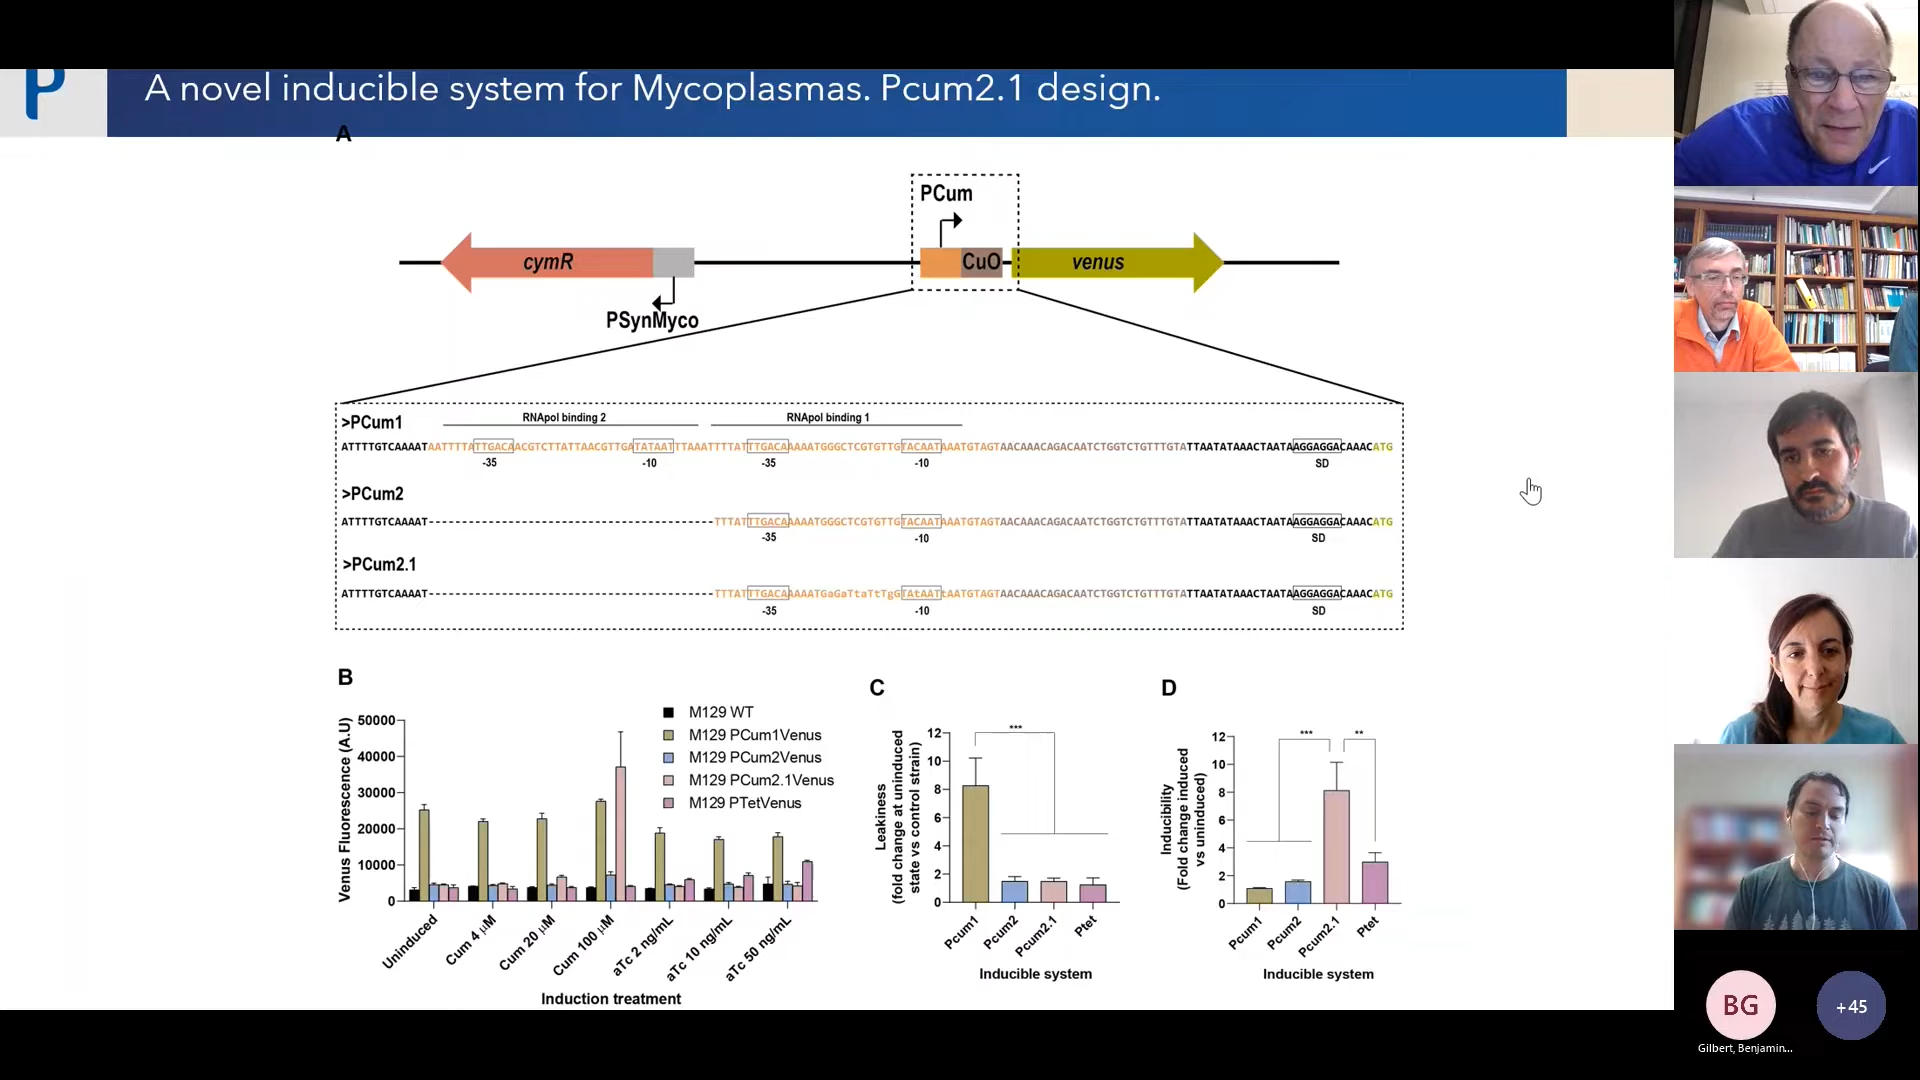 A novel inducible system for Mycoplasmas. Pcum2.1 design.
A
PCum
cymR
CuO
venus
PSynMyco
RNApol binding 2
RNApol binding 1
>PCum1
ATTTTGTCAAAATAATTTTATTGACAACGTCTTATTAACGTTGATATAATTTAAATTTTATTTGACAAAAATGGGCTCGTGTTGTACAATAAATGTAGTAACAAACAGACAATCTGGTCTGTTTGTATTAATATAAACTAATAAGGAGGACAAACATG
-35
-10
-35
-10
SD
>PCum2
ATTTTGTCAAAAT TTTATTTGACAAAAATGGGCTCGTGTTGTACAATAAATGTAGTAACAAACAGACAATCTGGTCTGTTTGTATTAATATAAACTAATAAGGAGGACAAACATG
-35
-10
SD
>PCum2.1
ATTTTGTCAAAAT TTTATTTGACAAAAATGaGaTtaTtTgGTAtAATtAATGTAGTAACAAACAGACAATCTGGTCTGTTTGTATTAATATAAACTAATAAGGAGGACAAACATG
-35
-10
SD
B
Venus Fluorescence (A.U)
50000
40000
30000
20000
10000
0
M129 WT
M129 PCum1Venus
M129 PCum2Venus
M129 PCum2.1Venus
M129 PTetVenus
Uninduced
Cum 4 µM
Cum 20 µM
Cum 100 µM
aTc 2 ng/mL
aTc 10 ng/mL
aTc 50 ng/mL
Induction treatment
C
Leakiness
(fold change at uninduced
state vs control strain)
12
10
8
6
4
2
0
***
Pcum1
Pcum2
Pcum2.1
Ptet
Inducible system
D
Inducibility
(Fold change induced
vs uninduced)
12
10
8
6
4
2
0
***
**
Pcum1
Pcum2
Pcum2.1
Ptet
Inducible system
BG
+45
Gilbert, Benjamin...